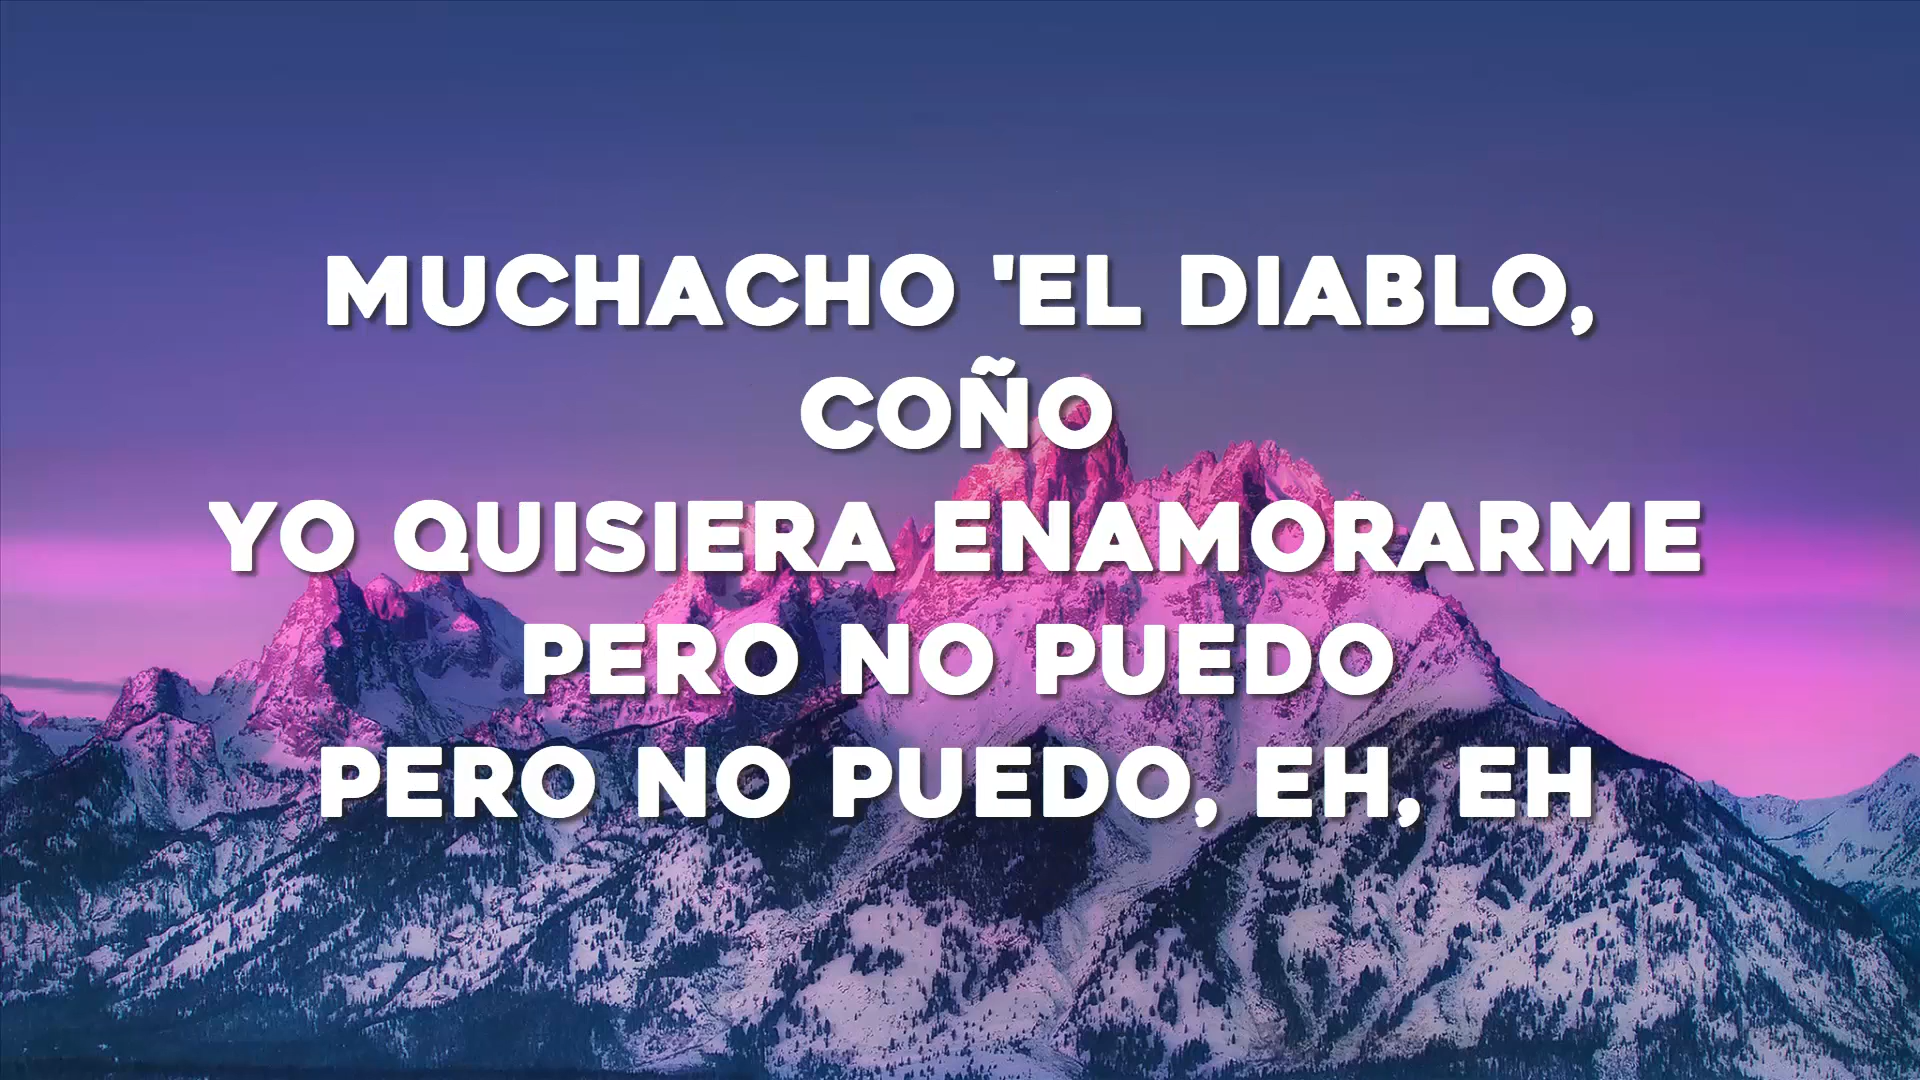 MUCHACHO 'EL DIABLO,
COÑO
YO QUISIERA ENAMORARME
PERO NO PUEDO
PERO NO PUEDO, EH, EH